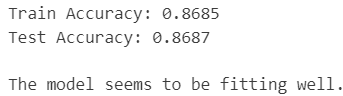 Train Accuracy: 0.8685
Test Accuracy: 0.8687
The model seems to be fitting well.